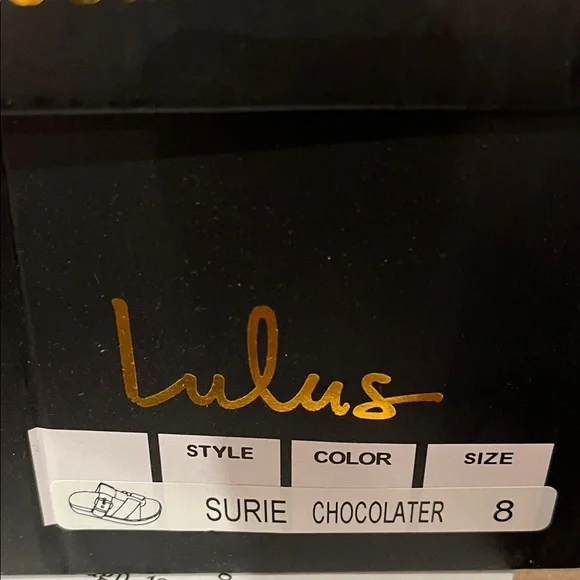 Lulus
STYLE COLOR SIZE
SURIE CHOCOLATER 8